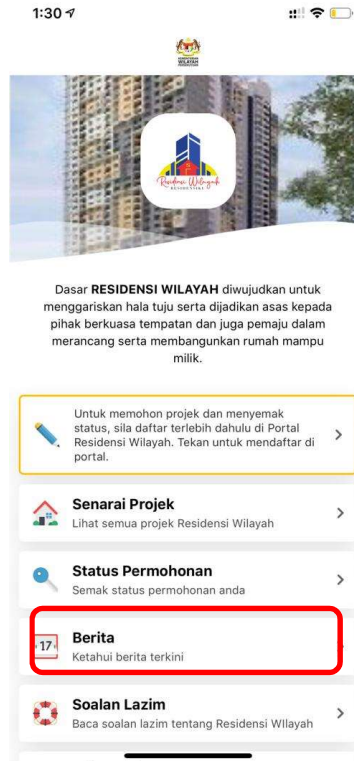 1:30
WILAYAH
Residensi Wilayah
Dasar RESIDENSI WILAYAH diwujudkan untuk
menggariskan hala tuju serta dijadikan asas kepada
pihak berkuasa tempatan dan juga pemaju dalam
merancang serta membangunkan rumah mampu
milik.
Untuk memohon projek dan menyemak
status, sila daftar terlebih dahulu di Portal
Residensi Wilayah. Tekan untuk mendaftar di
portal.
Senarai Projek
Lihat semua projek Residensi Wilayah
Status Permohonan
Semak status permohonan anda
17
Berita
Ketahui berita terkini
Soalan Lazim
Baca soalan lazim tentang Residensi WIlayah